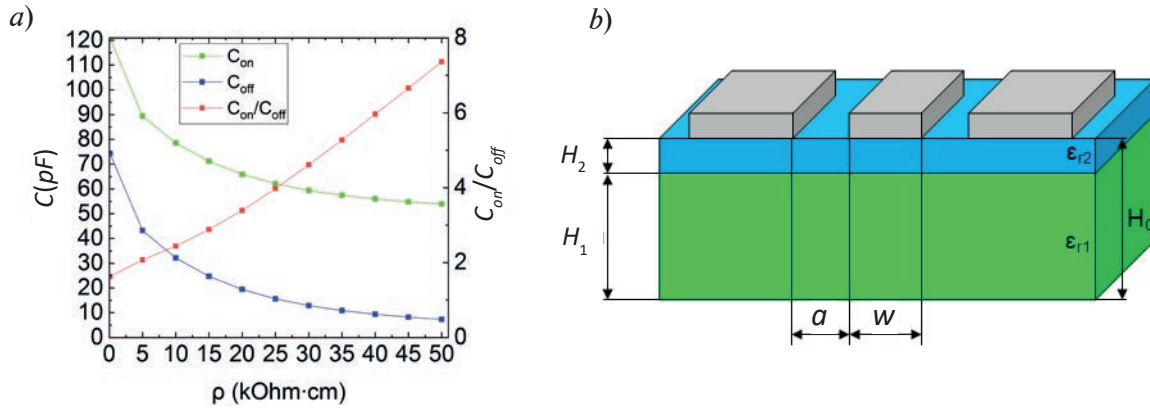 a)
120
110
100
90
80
70
60
50
40
30
20
10
0
C(pF)
C_on
C_off
C_on/C_off
8
6
4
2
0
C_on/C_off
0 5 10 15 20 25 30 35 40 45 50
ρ (kOhm·cm)
b)
H_2
H_1
ε_r2
ε_r1
a
w